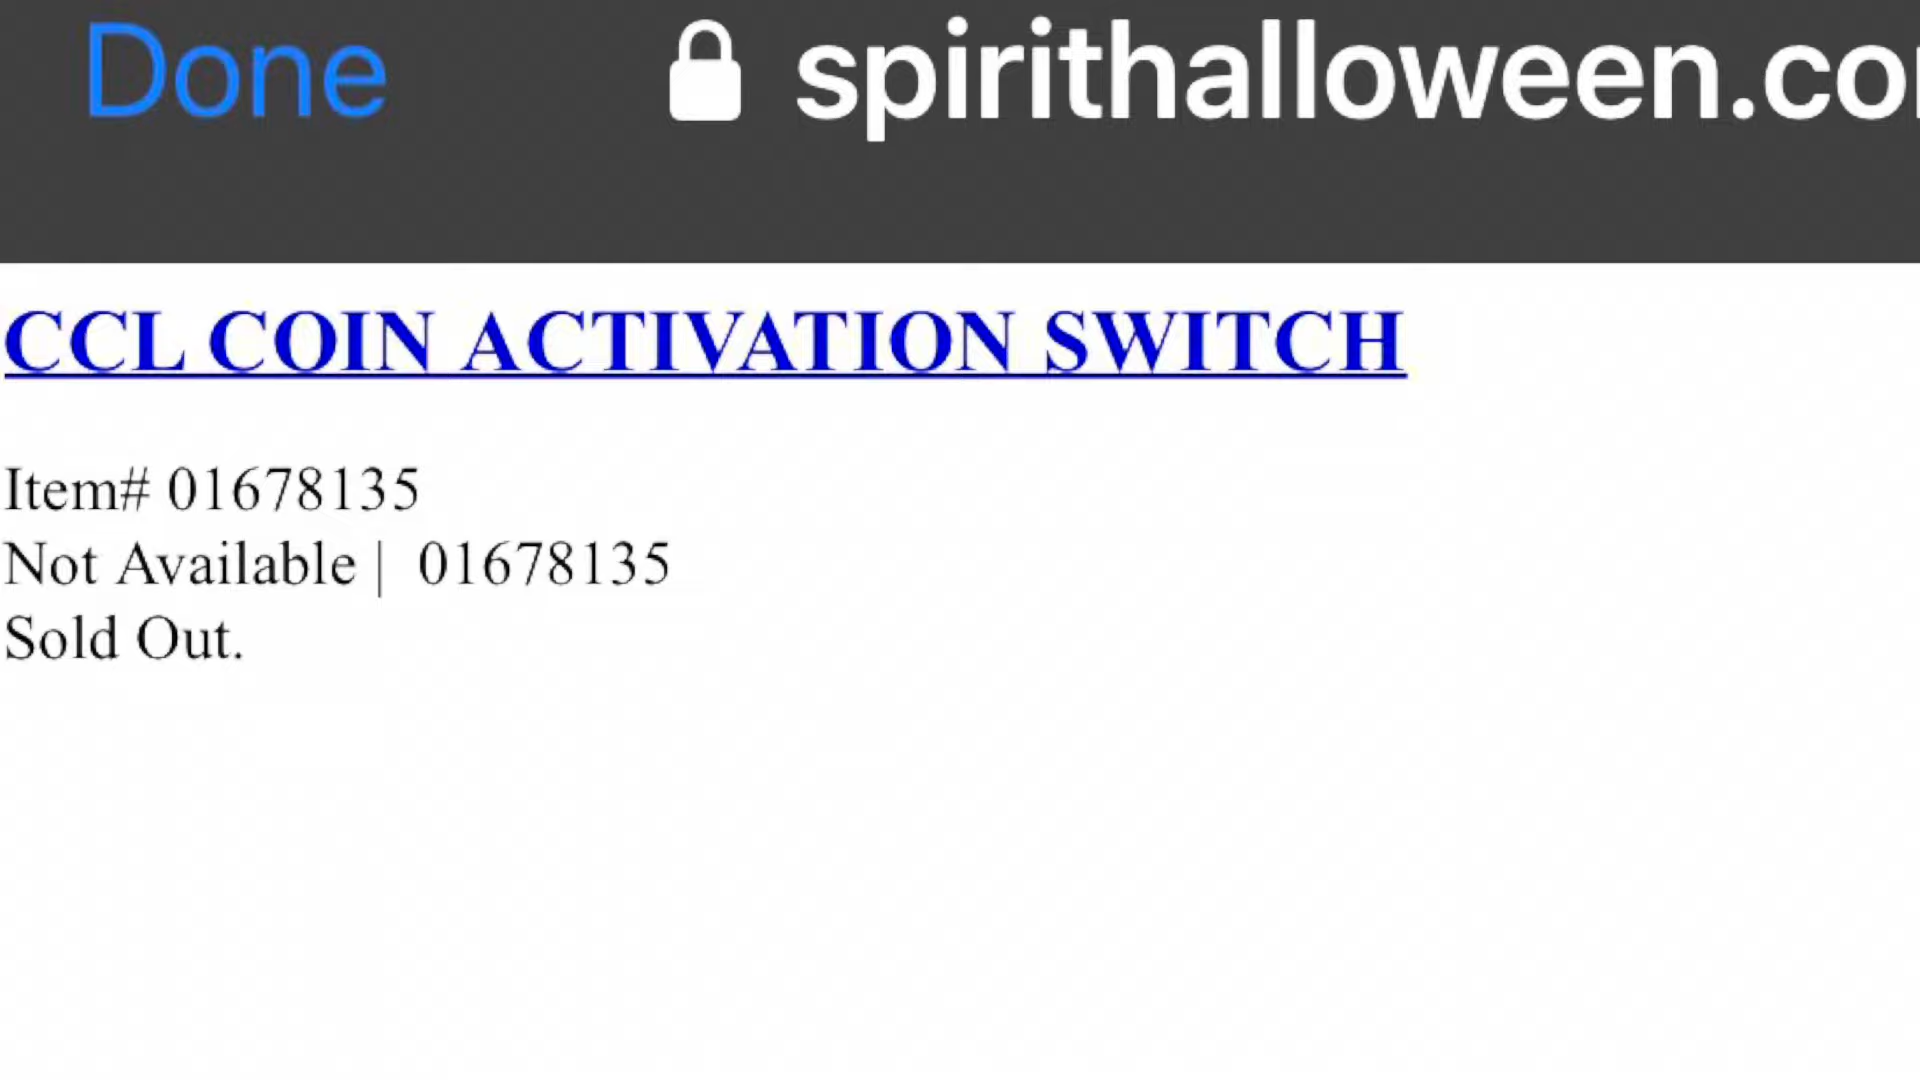 Done spirithalloween.co
CCL COIN ACTIVATION SWITCH
Item# 01678135
Not Available | 01678135
Sold Out.